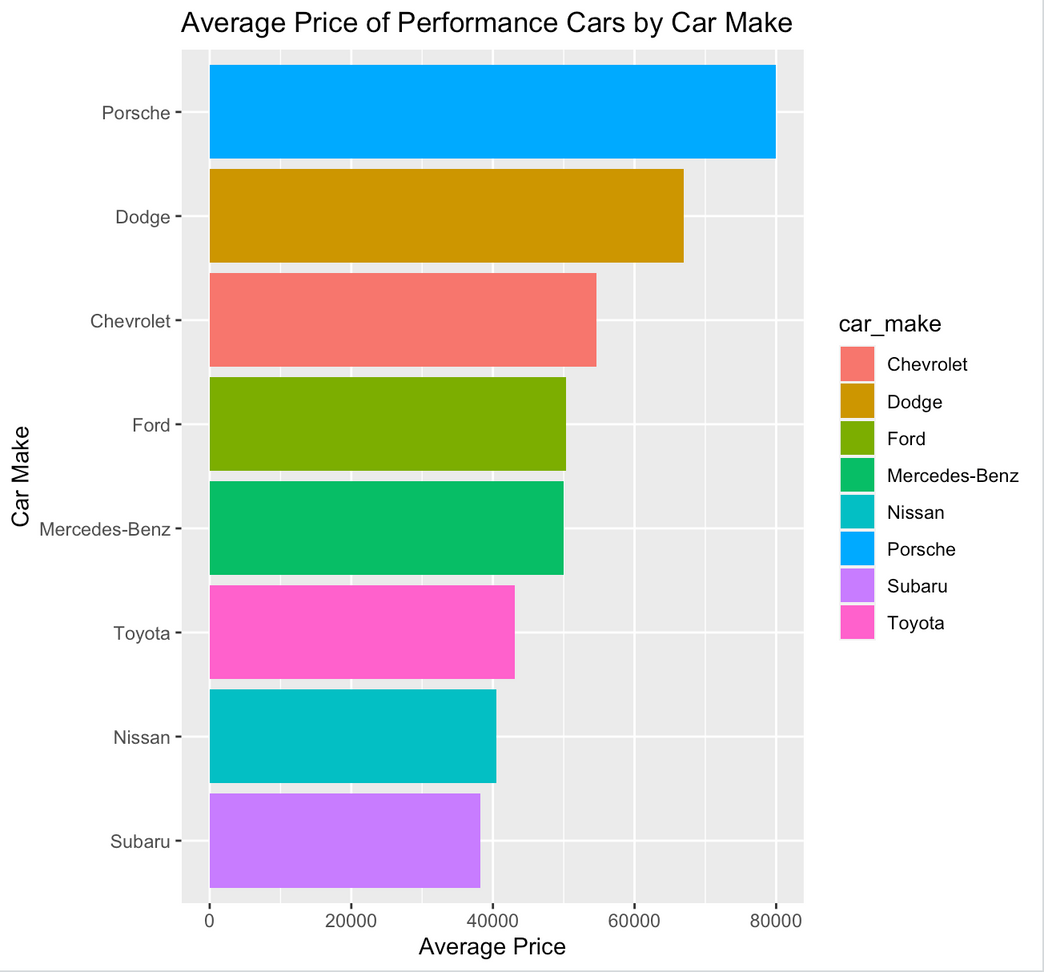 Average Price of Performance Cars by Car Make
Porsche
Dodge
Chevrolet
Ford
Mercedes-Benz
Toyota
Nissan
Subaru
Car Make
0 20000 40000 60000 80000
Average Price
car_make
Chevrolet
Dodge
Ford
Mercedes-Benz
Nissan
Porsche
Subaru
Toyota